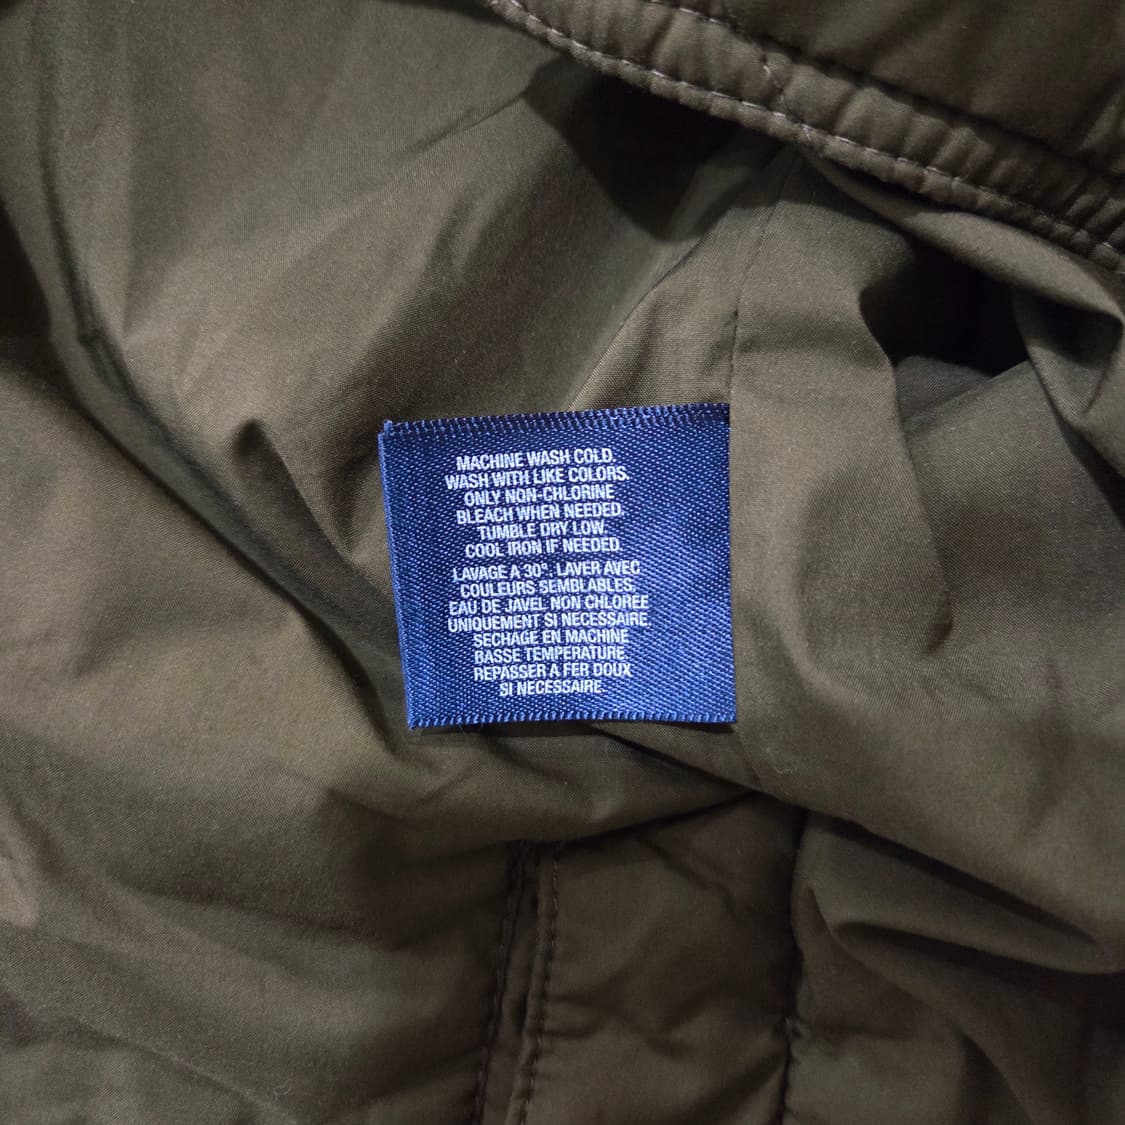 MACHINE WASH COLD.
WASH WITH LIKE COLORS.
ONLY NON-CHLORINE
BLEACH WHEN NEEDED.
TUMBLE DRY LOW.
COOL IRON IF NEEDED.
LAVAGE A 30°. LAVER AVEC
COULEURS SEMBLABLES,
EAU DE JAVEL NON CHLOREE
UNIQUEMENT SI NECESSAIRE.
SECHAGE EN MACHINE
BASSE TEMPERATURE.
REPASSER A FER DOUX
SI NECESSAIRE.